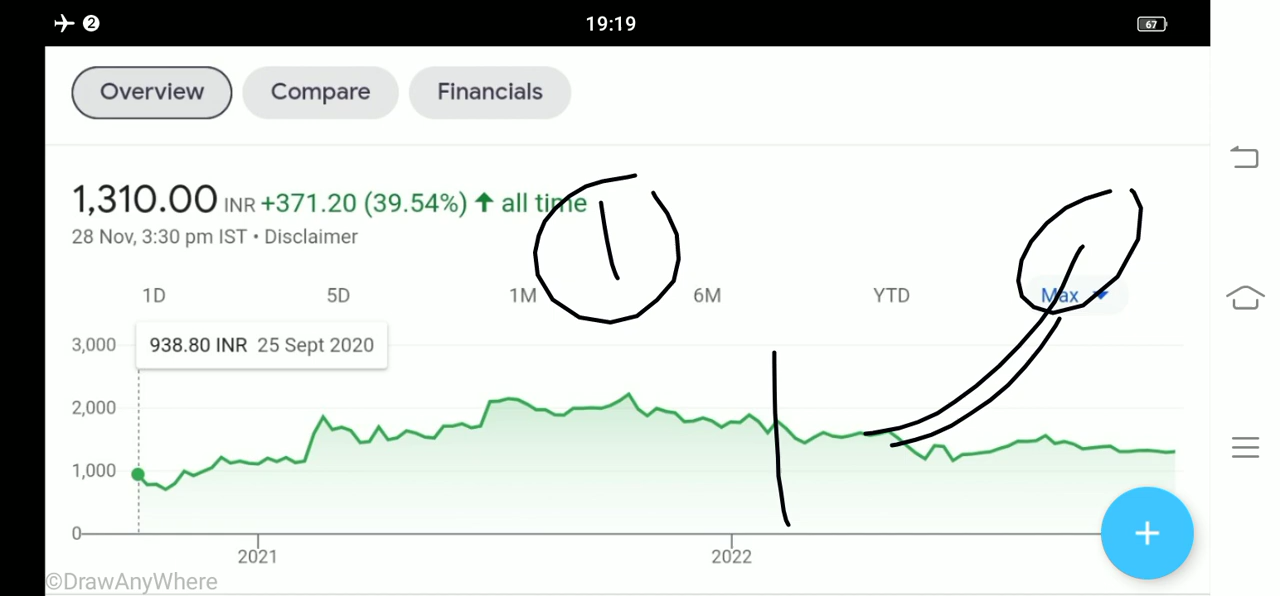 2 19:19 67
Overview Compare Financials
1,310.00 INR +371.20 (39.54%) ↑ all time
28 Nov, 3:30 pm IST • Disclaimer
1
1D 5D 1M 6M YTD Max
938.80 INR 25 Sept 2020
3,000
2,000
1,000
0
2021 2022
+
©DrawAnyWhere